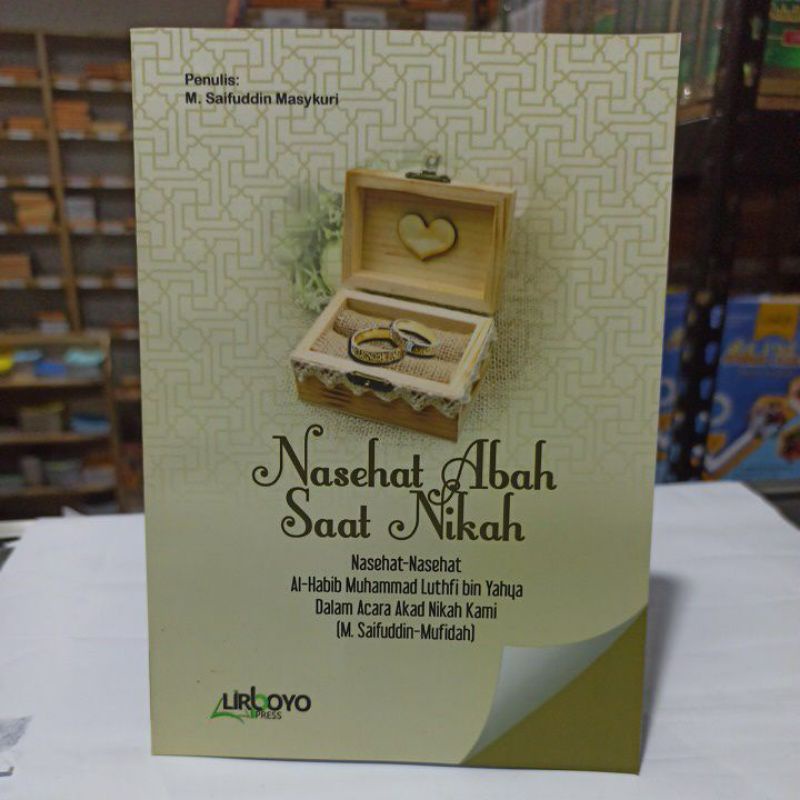 Penulis:
M. Saifuddin Masykuri
Nasehat Abah
Saat Nikah
Nasehat-Nasehat
Al-Habib Muhammad Luthfi bin Yahya
Dalam Acara Akad Nikah Kami
(M. Saifuddin-Mufidah)
LIRBOYO
PRESS